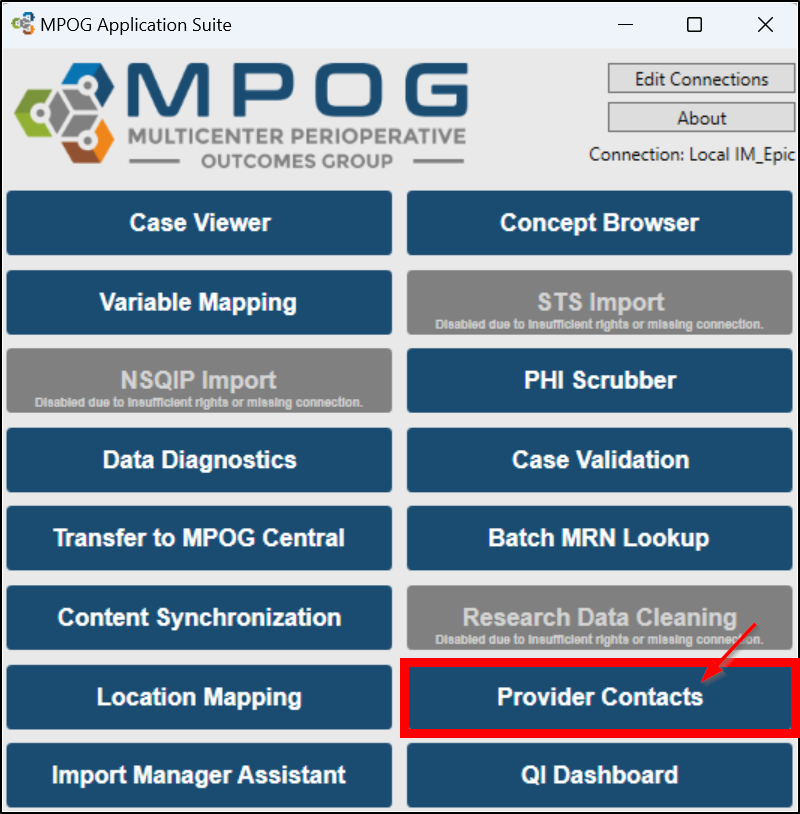 MPOG Application Suite
MPOG
MULTICENTER PERIOPERATIVE
OUTCOMES GROUP
Edit Connections
About
Connection: Local IM_Epic
Case Viewer
Concept Browser
Variable Mapping
STS Import
Disabled due to insufficient rights or missing connection.
NSQIP Import
Disabled due to insufficient rights or missing connection.
PHI Scrubber
Data Diagnostics
Case Validation
Transfer to MPOG Central
Batch MRN Lookup
Content Synchronization
Research Data Cleaning
Disabled due to insufficient rights or missing connection.
Location Mapping
Provider Contacts
Import Manager Assistant
QI Dashboard